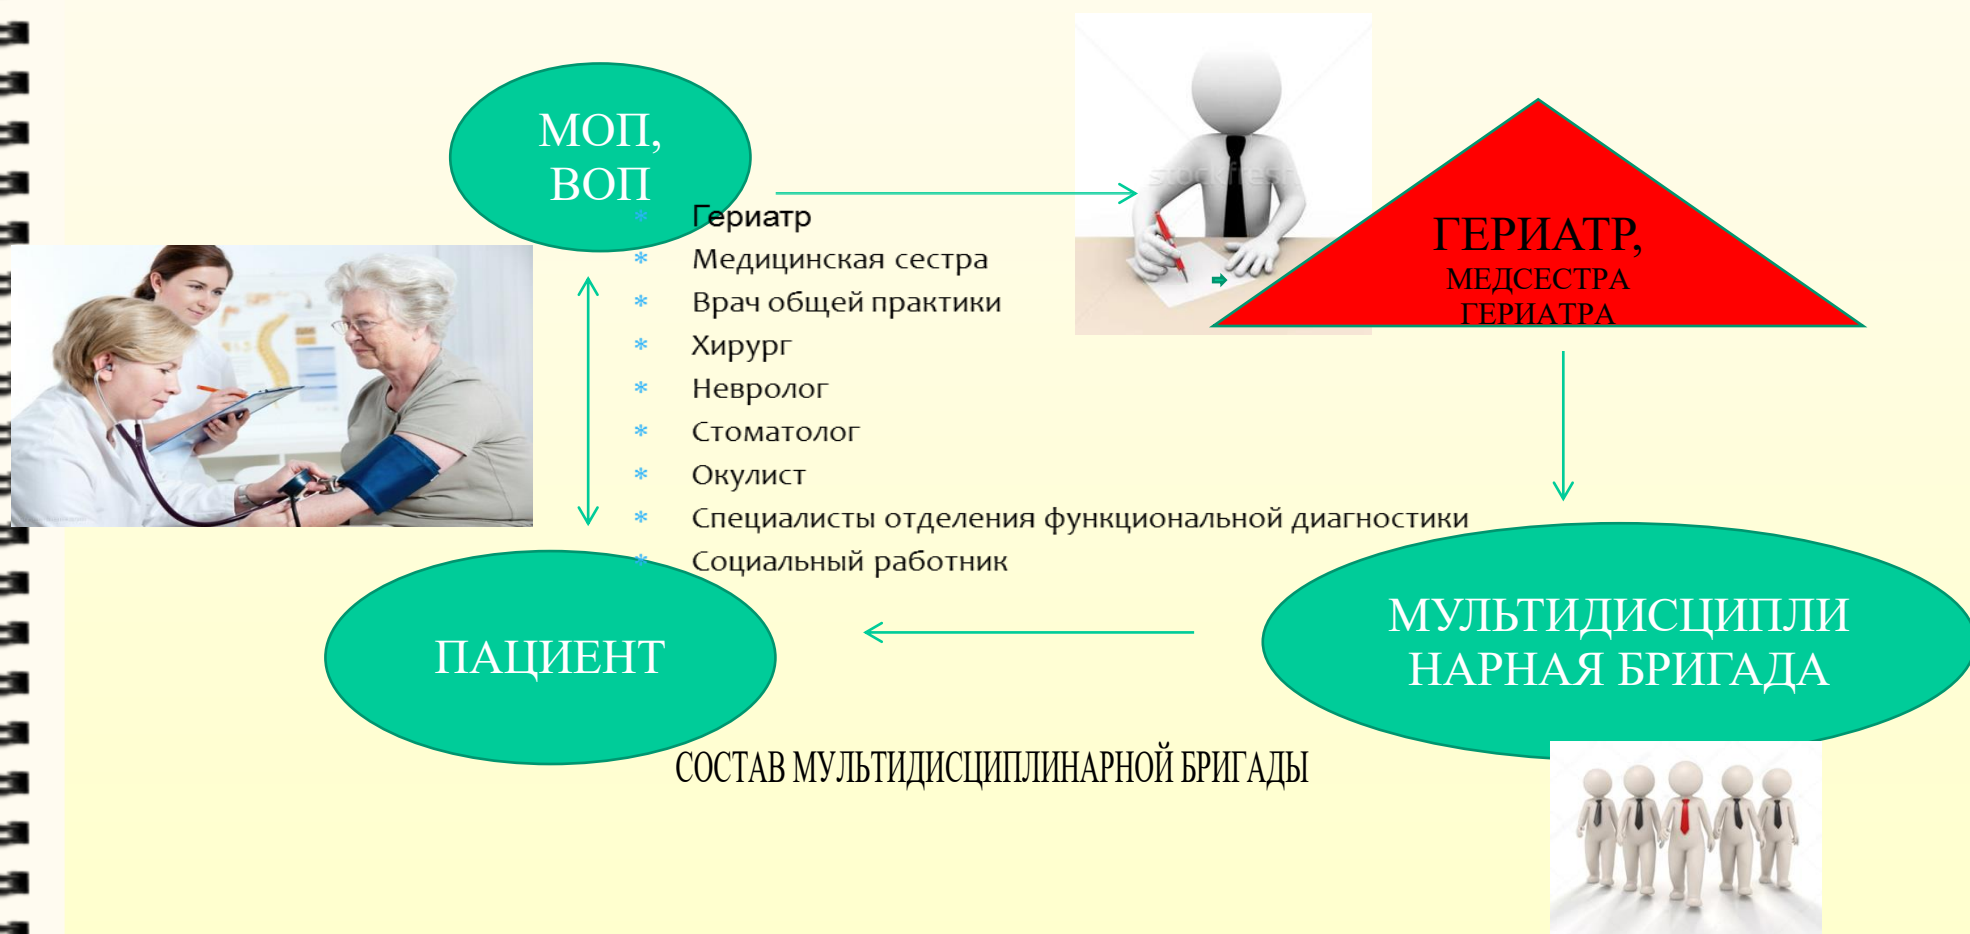 МОП,
ВОП
* Гериатр
* Медицинская сестра
* Врач общей практики
* Хирург
* Невролог
* Стоматолог
* Окулист
* Специалисты отделения функциональной диагностики
* Социальный работник
stockfresh
ГЕРИАТР,
МЕДСЕСТРА
ГЕРИАТРА
ПАЦИЕНТ
МУЛЬТИДИСЦИПЛИ
НАРНАЯ БРИГАДА
СОСТАВ МУЛЬТИДИСЦИПЛИНАРНОЙ БРИГАДЫ